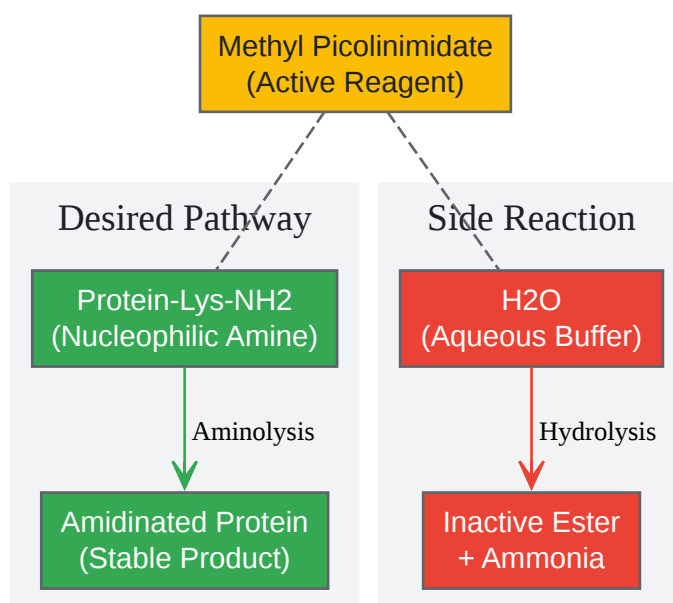 Methyl Picolinimidate
(Active Reagent)
Desired Pathway
Protein-Lys-NH2
(Nucleophilic Amine)
Aminolysis
Amidinated Protein
(Stable Product)
Side Reaction
H2O
(Aqueous Buffer)
Hydrolysis
Inactive Ester
+ Ammonia